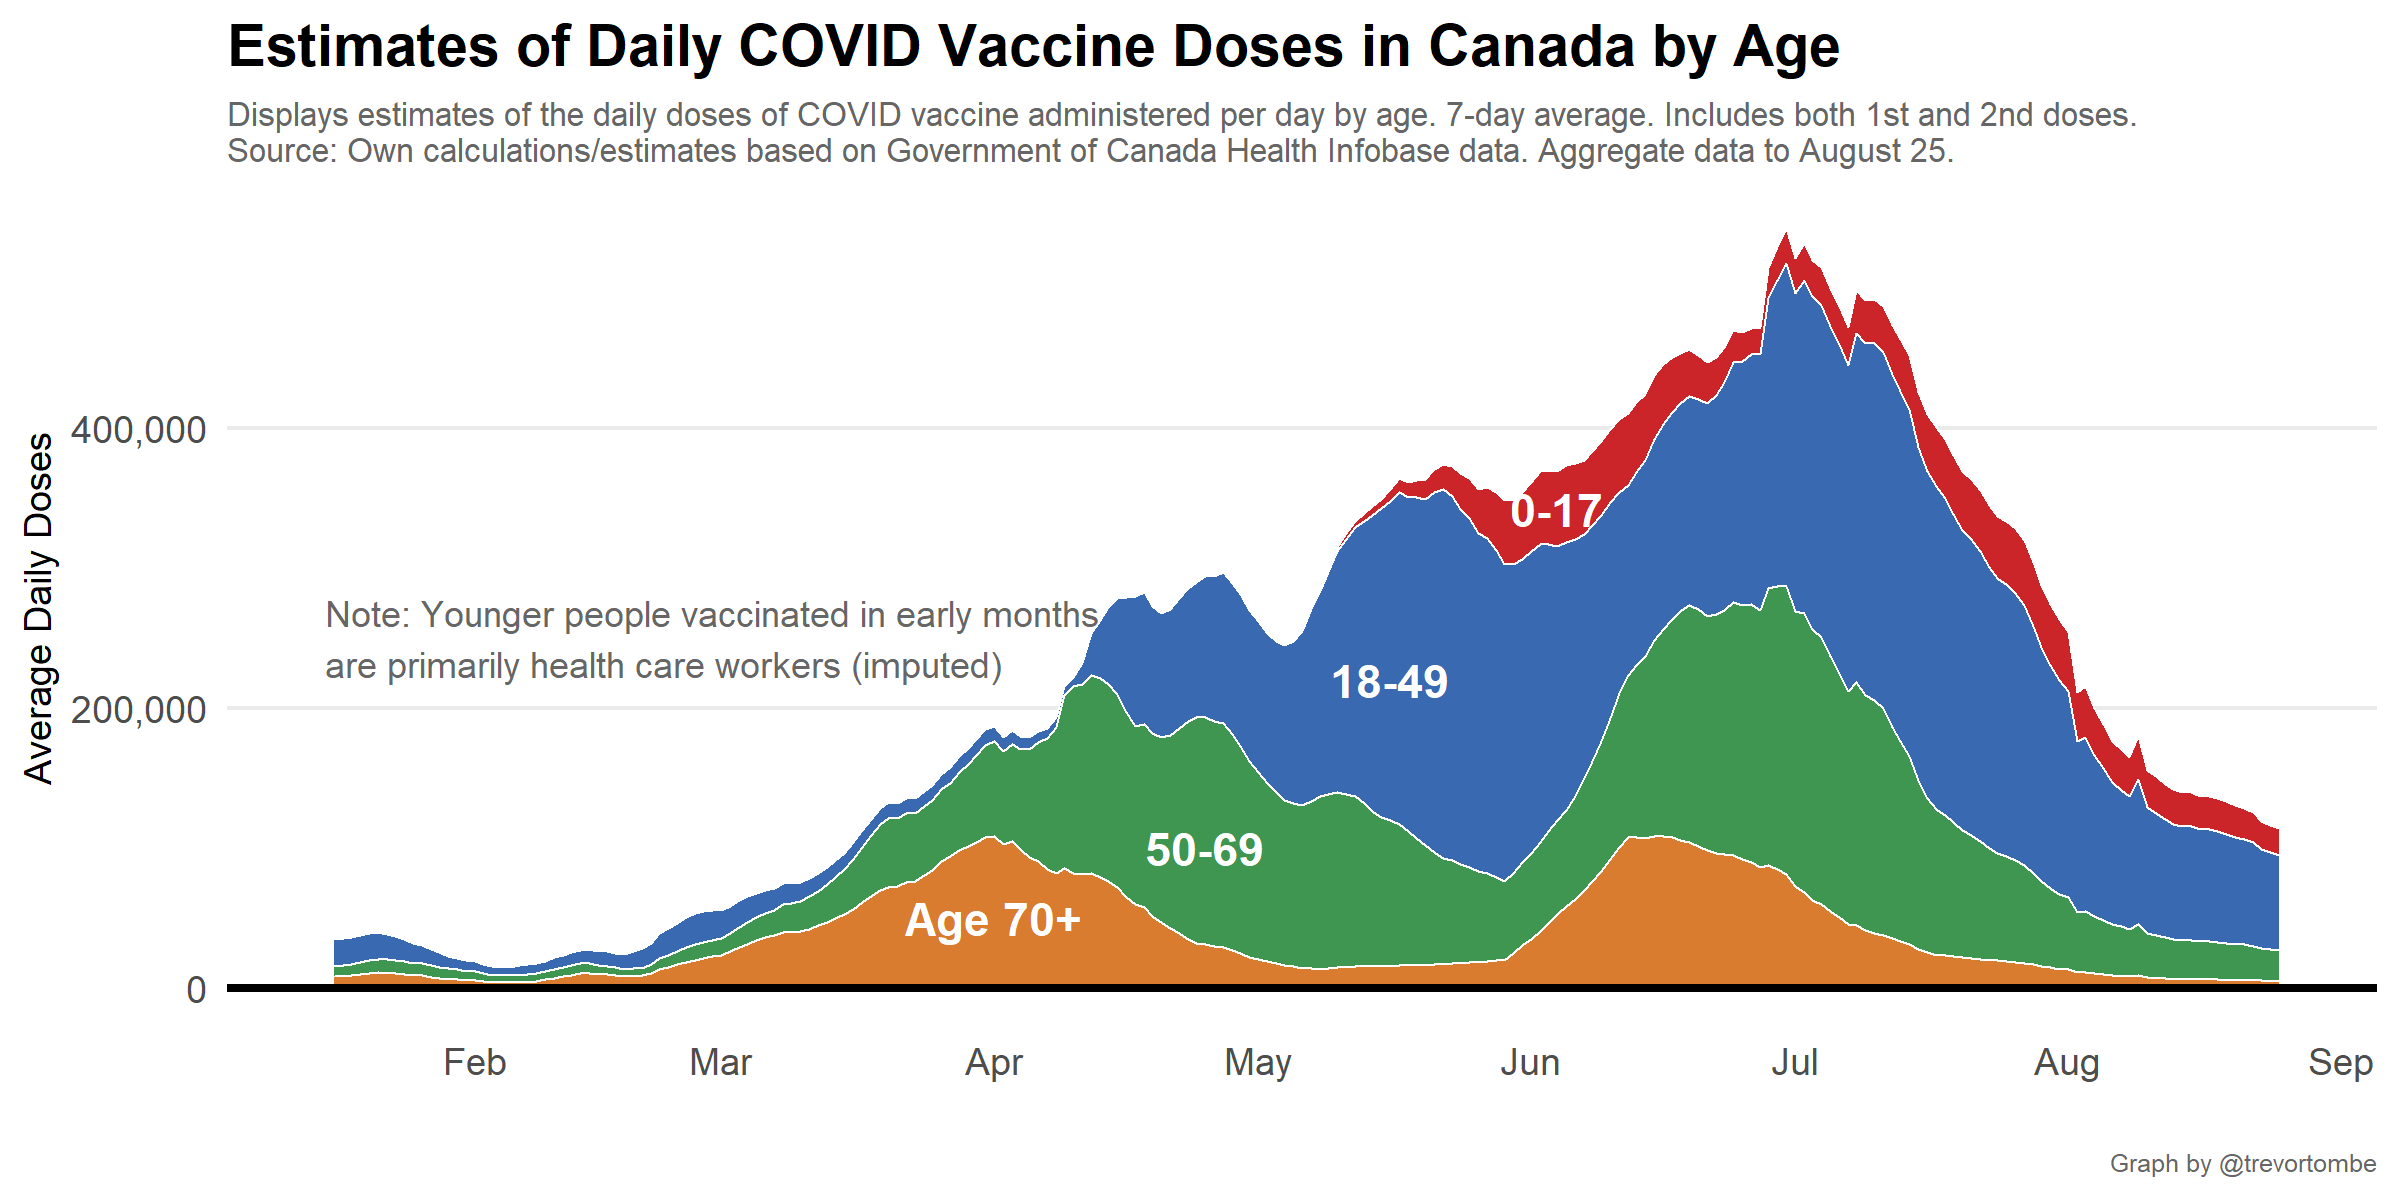 Estimates of Daily COVID Vaccine Doses in Canada by Age
Displays estimates of the daily doses of COVID vaccine administered per day by age. 7-day average. Includes both 1st and 2nd doses.
Source: Own calculations/estimates based on Government of Canada Health Infobase data. Aggregate data to August 25.
Average Daily Doses
400,000
200,000
0
Note: Younger people vaccinated in early months
are primarily health care workers (imputed)
0-17
18-49
50-69
Age 70+
Feb
Mar
Apr
May
Jun
Jul
Aug
Sep
Graph by @trevortombe